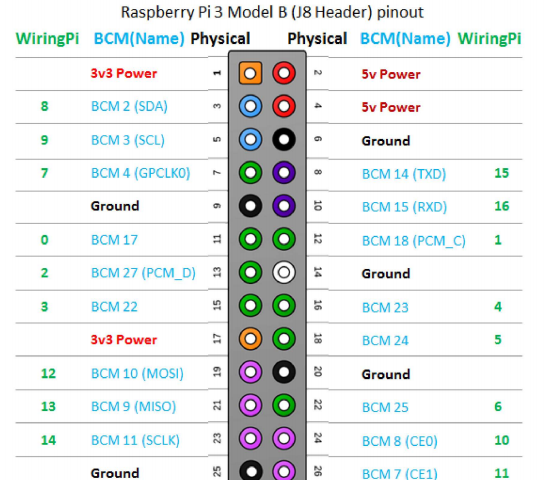 Raspberry Pi 3 Model B (J8 Header) pinout
WiringPi BCM(Name) Physical Physical BCM(Name) WiringPi
3v3 Power 1 2 5v Power
8 BCM 2 (SDA) 3 4 5v Power
9 BCM 3 (SCL) 5 6 Ground
7 BCM 4 (GPCLK0) 7 8 BCM 14 (TXD) 15
Ground 9 10 BCM 15 (RXD) 16
0 BCM 17 11 12 BCM 18 (PCM_C) 1
2 BCM 27 (PCM_D) 13 14 Ground
3 BCM 22 15 16 BCM 23 4
3v3 Power 17 18 BCM 24 5
12 BCM 10 (MOSI) 19 20 Ground
13 BCM 9 (MISO) 21 22 BCM 25 6
14 BCM 11 (SCLK) 23 24 BCM 8 (CE0) 10
Ground 25 26 BCM 7 (CE1) 11